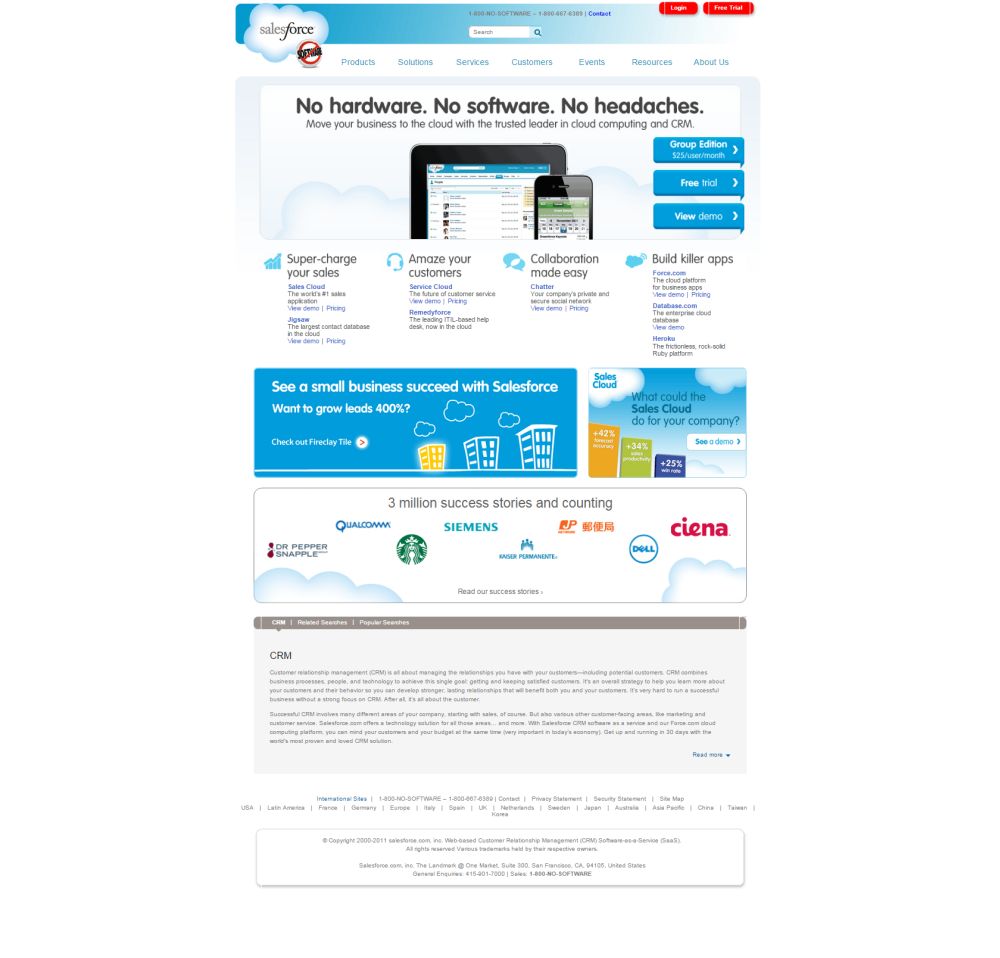 salesforce
SOFTWARE
1-800-NO-SOFTWARE – 1-800-667-6389 | Contact
Login
Free Trial
Search
Products
Solutions
Services
Customers
Events
Resources
About Us
No hardware. No software. No headaches.
Move your business to the cloud with the trusted leader in cloud computing and CRM.
Group Edition
$25/user/month
Free trial
View demo
Super-charge
your sales
Sales Cloud
The world's #1 sales
application
View demo | Pricing
Jigsaw
The largest contact database
in the cloud
View demo | Pricing
Amaze your
customers
Service Cloud
The future of customer service
View demo | Pricing
Remedyforce
The leading ITIL-based help
desk, now in the cloud
Collaboration
made easy
Chatter
Your company's private and
secure social network
View demo | Pricing
Build killer apps
Force.com
The cloud platform
for business apps
View demo | Pricing
Database.com
The enterprise cloud
database
View demo
Heroku
The frictionless, rock-solid
Ruby platform
See a small business succeed with Salesforce
Want to grow leads 400%?
Check out Fireclay Tile
Sales
Cloud
What could the
Sales Cloud
do for your company?
See a demo
+42%
forecast
accuracy
+34%
sales
productivity
+25%
win rate
3 million success stories and counting
QUALCOMM
SIEMENS
JP
郵便局
ciena
DR PEPPER
SNAPPLE
KAISER PERMANENTE
DELL
Read our success stories ›
CRM | Related Searches | Popular Searches
CRM
Customer relationship management (CRM) is all about managing the relationships you have with your customers—including potential customers. CRM combines
business processes, people, and technology to achieve this single goal: getting and keeping satisfied customers. It's an overall strategy to help you learn more about
your customers and their behavior so you can develop stronger, lasting relationships that will benefit both you and your customers. It's very hard to run a successful
business without a strong focus on CRM. After all, it's all about the customer.
Successful CRM involves many different areas of your company, starting with sales, of course. But also various other customer-facing areas, like marketing and
customer service. Salesforce.com offers a technology solution for all those areas... and more. With Salesforce CRM software as a service and our Force.com cloud
computing platform, you can mind your customers and your budget at the same time (very important in today's economy). Get up and running in 30 days with the
world's most proven and loved CRM solution.
Read more
International Sites | 1-800-NO-SOFTWARE – 1-800-667-6389 | Contact | Privacy Statement | Security Statement | Site Map
USA | Latin America | France | Germany | Europe | Italy | Spain | UK | Netherlands | Sweden | Japan | Australia | Asia Pacific | China | Taiwan |
Korea
© Copyright 2000-2011 salesforce.com, inc. Web-based Customer Relationship Management (CRM) Software-as-a-Service (SaaS).
All rights reserved Various trademarks held by their respective owners.
Salesforce.com, inc. The Landmark @ One Market, Suite 300, San Francisco, CA, 94105, United States
General Enquires: 415-901-7000 | Sales: 1-800-NO-SOFTWARE